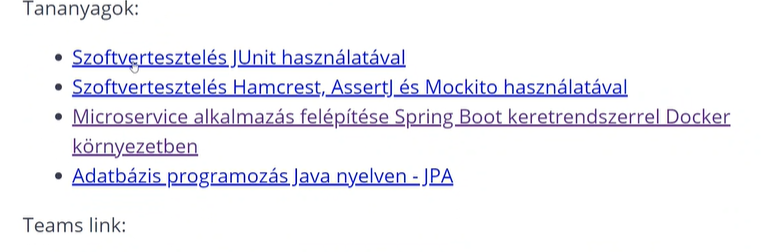 Tananyagok:
Szoftvertesztelés JUnit használatával
Szoftvertesztelés Hamcrest, AssertJ és Mockito használatával
Microservice alkalmazás felépítése Spring Boot keretrendszerrel Docker
környezetben
Adatbázis programozás Java nyelven - JPA
Teams link: